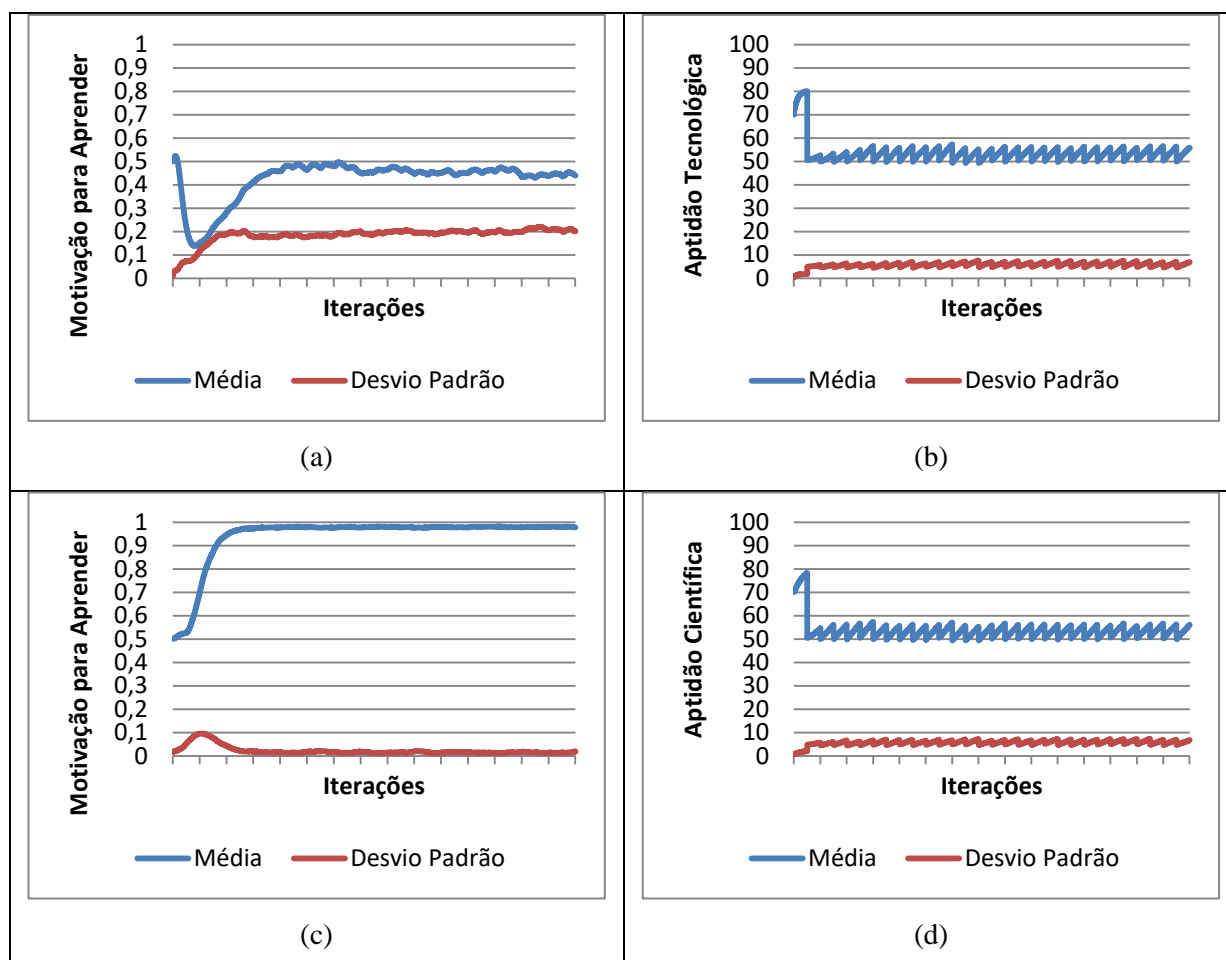 Motivação para Aprender
1
0,9
0,8
0,7
0,6
0,5
0,4
0,3
0,2
0,1
0
Iterações
Média Desvio Padrão
(a)
Aptidão Tecnológica
100
90
80
70
60
50
40
30
20
10
0
Iterações
Média Desvio Padrão
(b)
Motivação para Aprender
1
0,9
0,8
0,7
0,6
0,5
0,4
0,3
0,2
0,1
0
Iterações
Média Desvio Padrão
(c)
Aptidão Científica
100
90
80
70
60
50
40
30
20
10
0
Iterações
Média Desvio Padrão
(d)